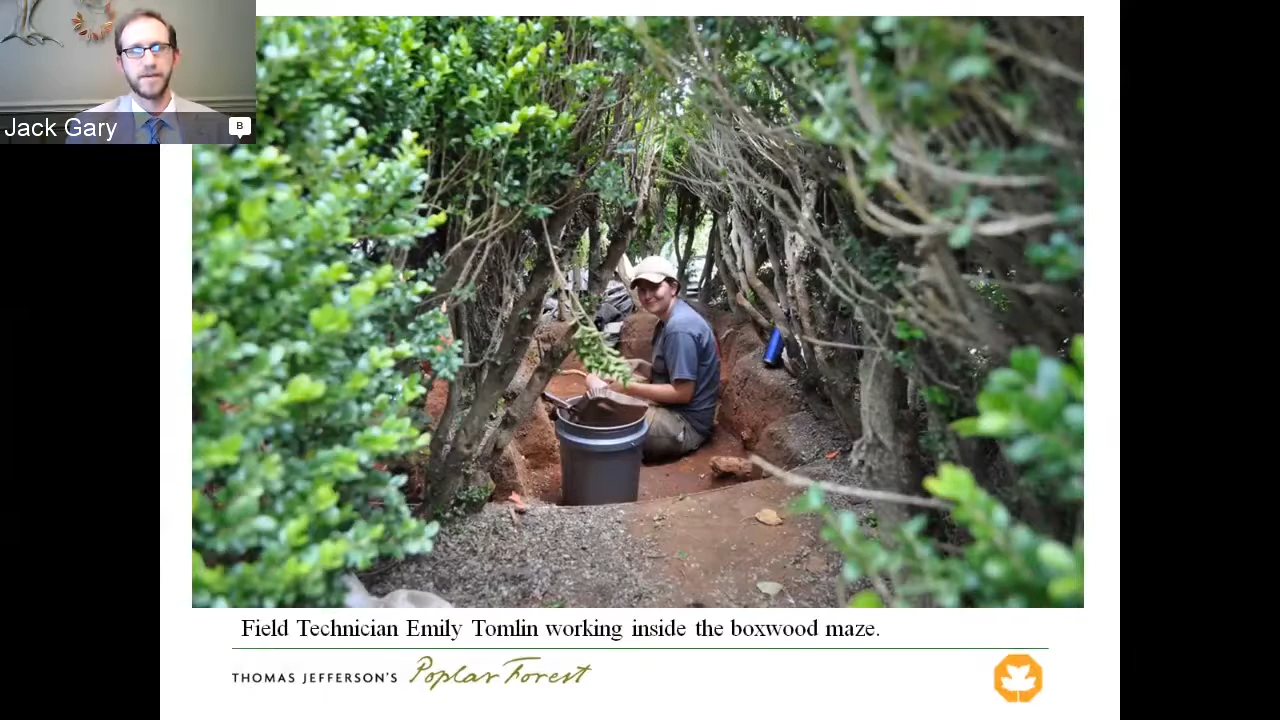 Jack Gary
B
Field Technician Emily Tomlin working inside the boxwood maze.
THOMAS JEFFERSON'S Poplar Forest